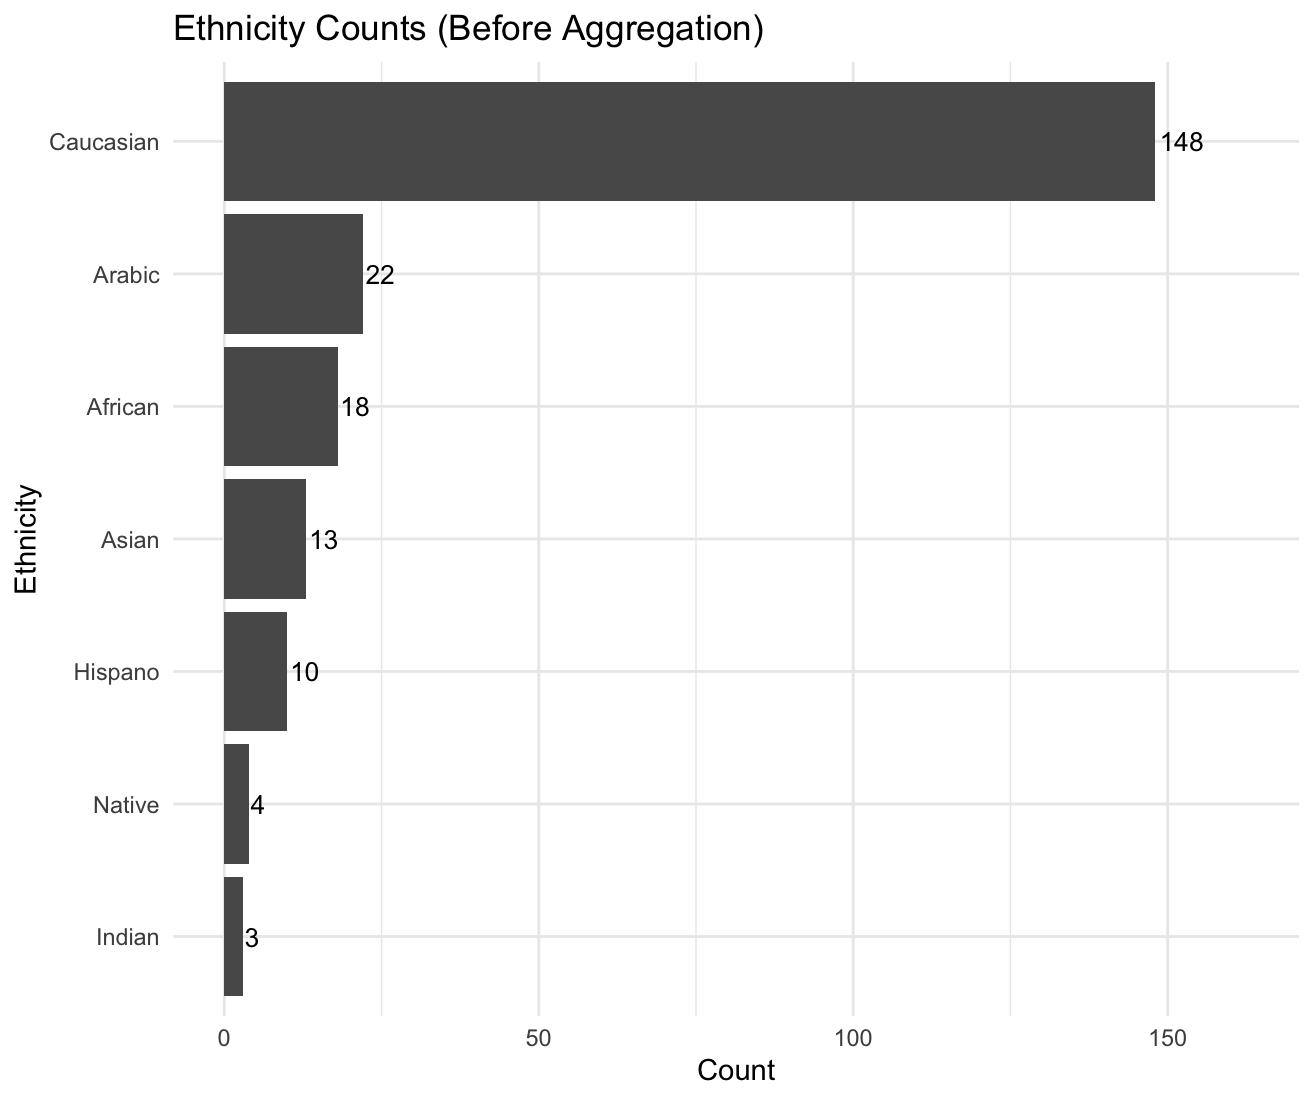 Ethnicity Counts (Before Aggregation)
Caucasian 148
Arabic 22
African 18
Asian 13
Hispano 10
Native 4
Indian 3
Ethnicity
0 50 100 150
Count